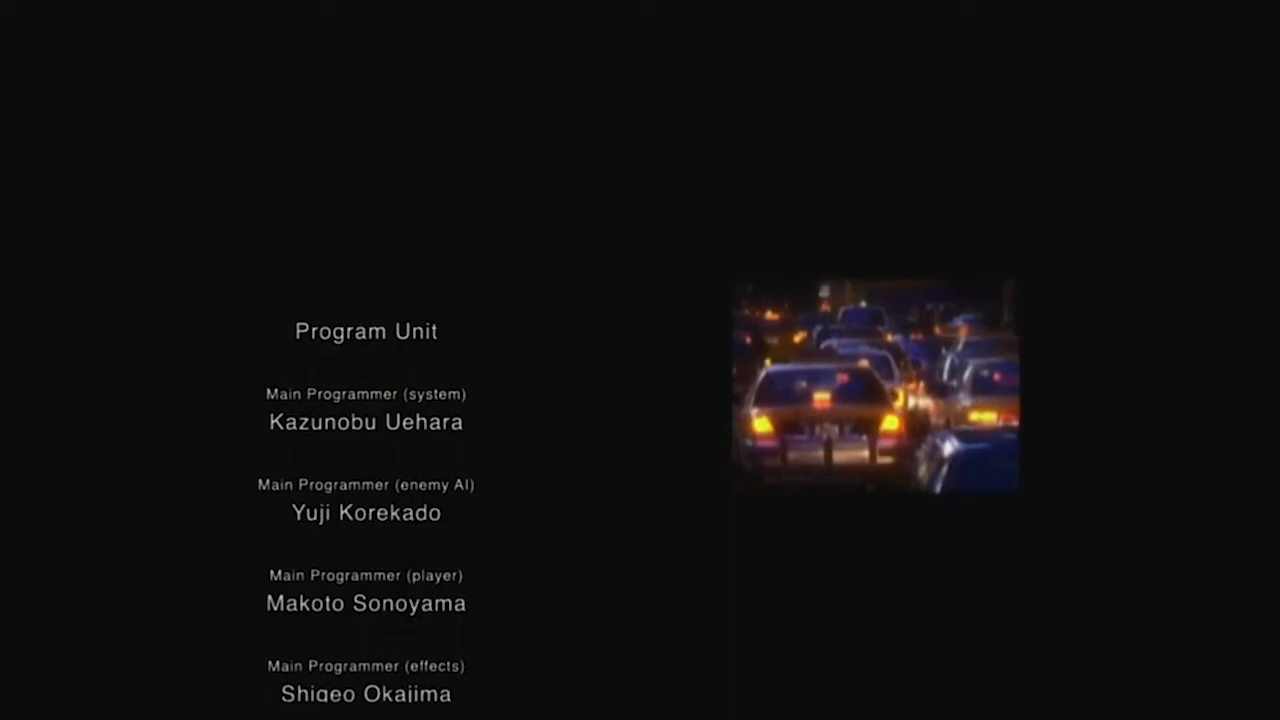 Program Unit
Main Programmer (system)
Kazunobu Uehara
Main Programmer (enemy AI)
Yuji Korekado
Main Programmer (player)
Makoto Sonoyama
Main Programmer (effects)
Shigeo Okajima